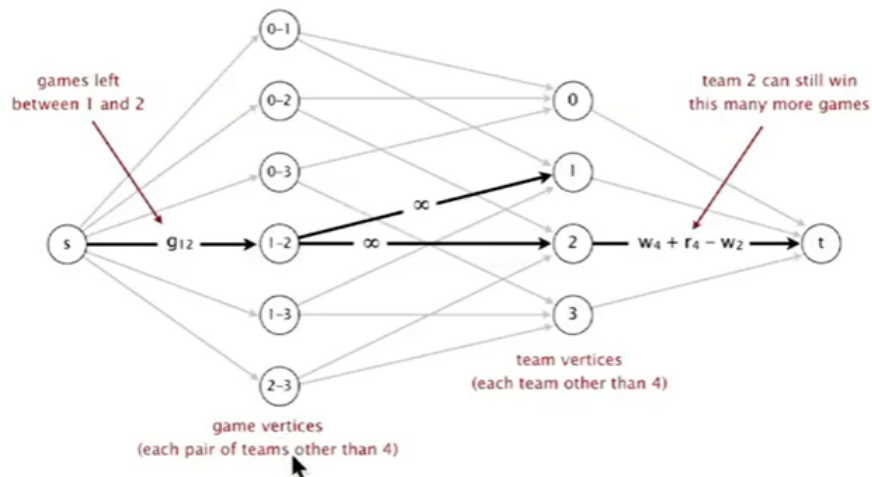 0-1
games left
between 1 and 2
team 2 can still win
this many more games
0-2
0
0-3
1
∞
s
g12
1-2
∞
2
w4 + r4 - w2
t
1-3
3
team vertices
(each team other than 4)
2-3
game vertices
(each pair of teams other than 4)